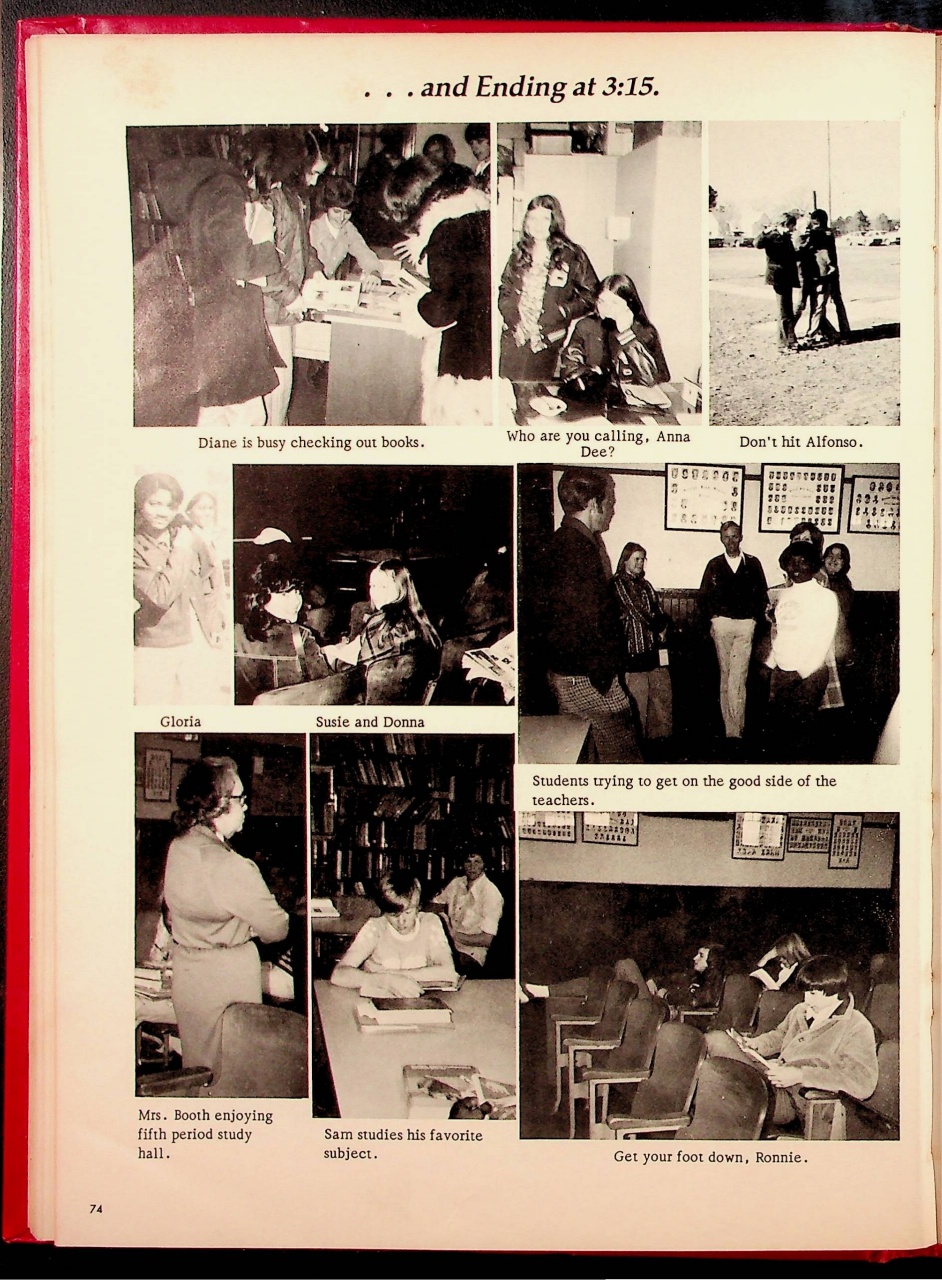 . . . and Ending at 3:15.
Diane is busy checking out books.
Who are you calling, Anna
Dee?
Don't hit Alfonso.
Gloria
Susie and Donna
Students trying to get on the good side of the
teachers.
Mrs. Booth enjoying
fifth period study
hall.
Sam studies his favorite
subject.
Get your foot down, Ronnie.
74